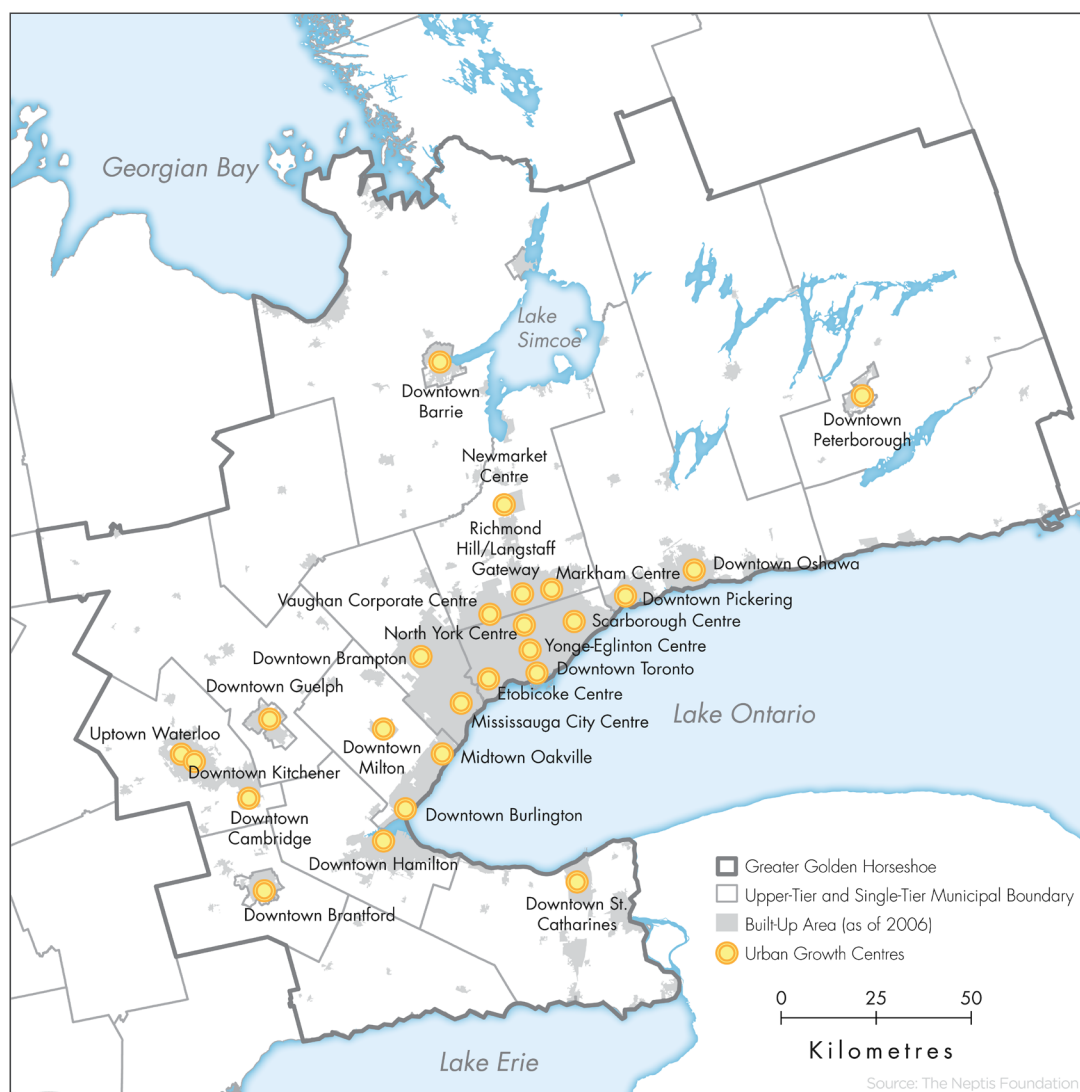 Georgian Bay
Lake
Simcoe
Downtown
Barrie
Downtown
Peterborough
Newmarket
Centre
Richmond
Hill/Langstaff
Gateway
Markham Centre
Downtown Oshawa
Vaughan Corporate Centre
Downtown Pickering
North York Centre
Scarborough Centre
Yonge-Eglinton Centre
Downtown Brampton
Downtown Toronto
Downtown Guelph
Etobicoke Centre
Mississauga City Centre
Lake Ontario
Uptown Waterloo
Downtown
Milton
Midtown Oakville
Downtown Kitchener
Downtown
Cambridge
Downtown Burlington
Downtown Hamilton
Downtown Brantford
Downtown St.
Catharines
Greater Golden Horseshoe
Upper-Tier and Single-Tier Municipal Boundary
Built-Up Area (as of 2006)
Urban Growth Centres
0 25 50
Kilometres
Lake Erie
Source: The Neptis Foundation